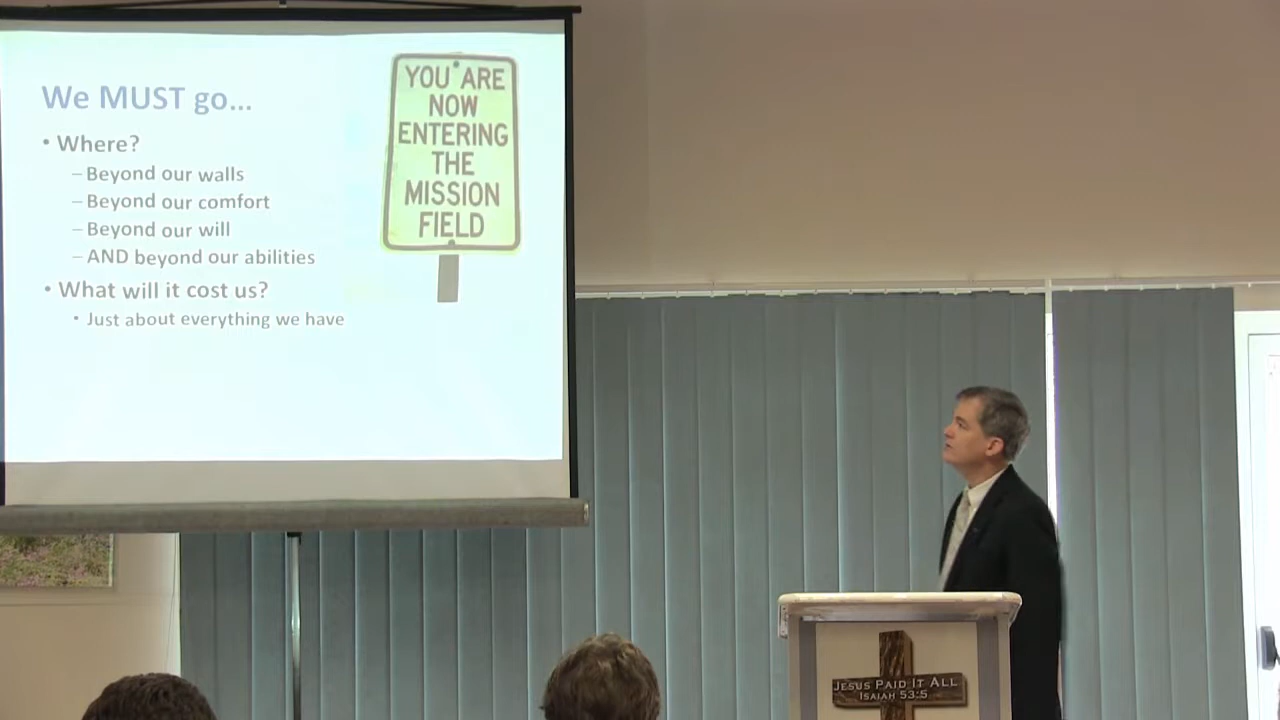 We MUST go...
• Where?
– Beyond our walls
– Beyond our comfort
– Beyond our will
– AND beyond our abilities
• What will it cost us?
• Just about everything we have
YOU ARE
NOW
ENTERING
THE
MISSION
FIELD
JESUS PAID IT ALL
ISAIAH 53:5